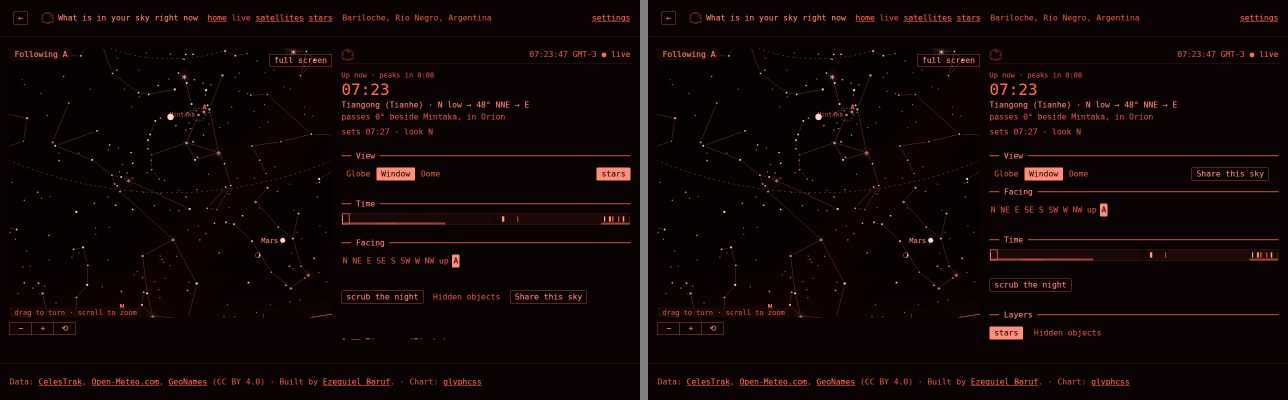 ← What is in your sky right now home live satellites stars Bariloche, Rio Negro, Argentina settings
Following A
full screen
07:23:47 GMT-3 ● live
Up now · peaks in 0:08
07:23
Tiangong (Tianhe) · N low → 48° NNE → E
passes 0° beside Mintaka, in Orion
sets 07:27 · look N
A
Mintaka
View
Globe Window Dome stars
Time
Facing
N NE E SE S SW W NW up A
Mars
scrub the night Hidden objects Share this sky
N
drag to turn · scroll to zoom
− + ⟲
Data: CelesTrak, Open-Meteo.com, GeoNames (CC BY 4.0) · Built by Ezequiel Baruf. · Chart: glyphcss
← What is in your sky right now home live satellites stars Bariloche, Rio Negro, Argentina settings
Following A
full screen
07:23:47 GMT-3 ● live
Up now · peaks in 0:08
07:23
Tiangong (Tianhe) · N low → 48° NNE → E
passes 0° beside Mintaka, in Orion
sets 07:27 · look N
A
Mintaka
View
Globe Window Dome Share this sky
Facing
N NE E SE S SW W NW up A
Time
Mars
scrub the night
N
drag to turn · scroll to zoom
Layers
stars Hidden objects
− + ⟲
Data: CelesTrak, Open-Meteo.com, GeoNames (CC BY 4.0) · Built by Ezequiel Baruf. · Chart: glyphcss